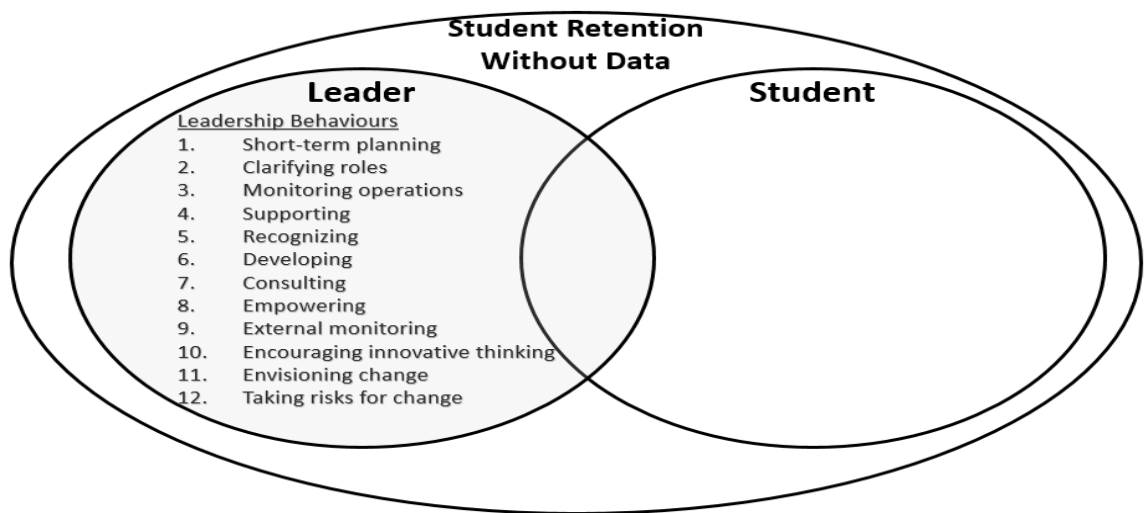 Student Retention
Without Data
Leader
Student
Leadership Behaviours
1. Short-term planning
2. Clarifying roles
3. Monitoring operations
4. Supporting
5. Recognizing
6. Developing
7. Consulting
8. Empowering
9. External monitoring
10. Encouraging innovative thinking
11. Envisioning change
12. Taking risks for change